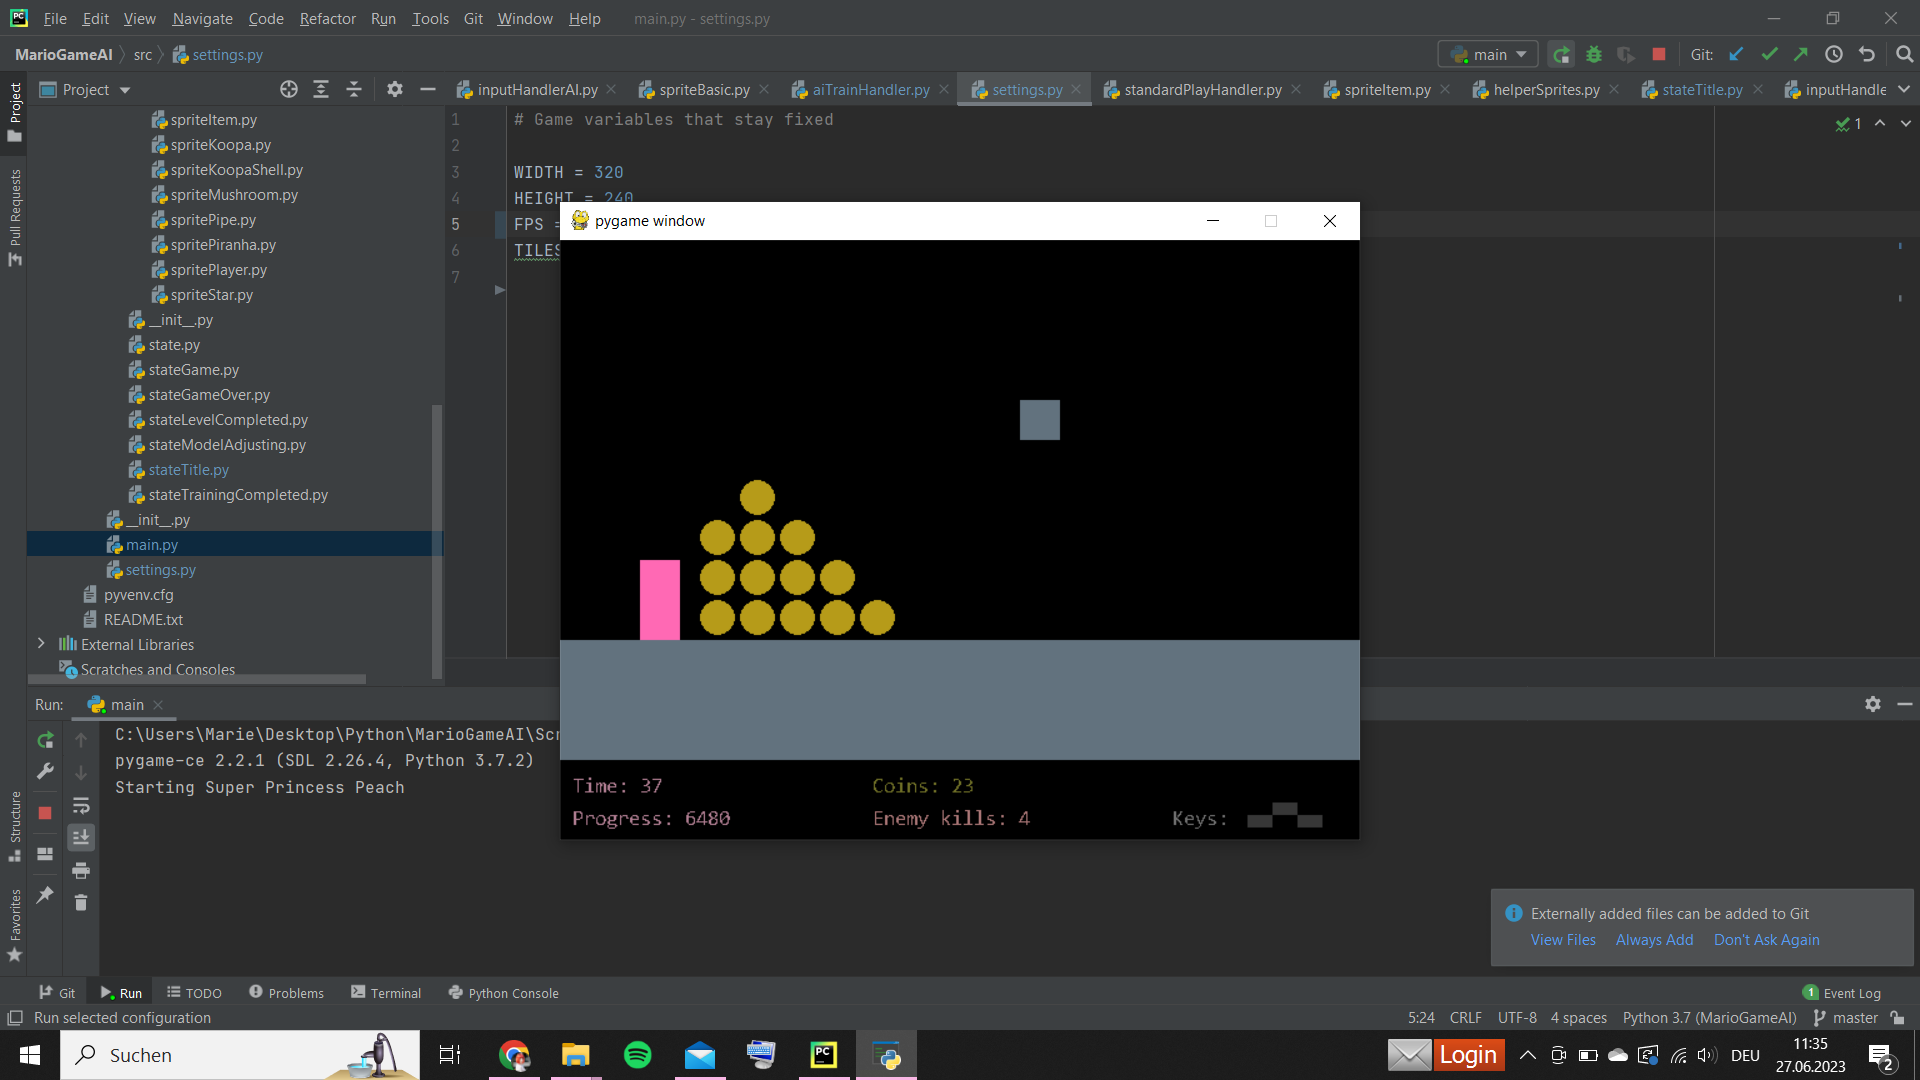 PC File Edit View Navigate Code Refactor Run Tools Git Window Help main.py - settings.py
MarioGameAI src settings.py main Git:
Project inputHandlerAI.py spriteBasic.py aiTrainHandler.py settings.py standardPlayHandler.py spriteItem.py helperSprites.py stateTitle.py inputHandle
Project
Pull Requests
Structure
Favorites
spriteItem.py
spriteKoopa.py
spriteKoopaShell.py
spriteMushroom.py
spritePipe.py
spritePiranha.py
spritePlayer.py
spriteStar.py
__init__.py
state.py
stateGame.py
stateGameOver.py
stateLevelCompleted.py
stateModelAdjusting.py
stateTitle.py
stateTrainingCompleted.py
__init__.py
main.py
settings.py
pyvenv.cfg
README.txt
External Libraries
Scratches and Consoles
1 # Game variables that stay fixed
2
3 WIDTH = 320
4 HEIGHT = 240
5 FPS =
6 TILES
7
1
pygame window
Time: 37 Coins: 23
Progress: 6480 Enemy kills: 4 Keys:
Run: main
C:\Users\Marie\Desktop\Python\MarioGameAI\Scr
pygame-ce 2.2.1 (SDL 2.26.4, Python 3.7.2)
Starting Super Princess Peach
Externally added files can be added to Git
View Files Always Add Don't Ask Again
Git Run TODO Problems Terminal Python Console 1 Event Log
Run selected configuration 5:24 CRLF UTF-8 4 spaces Python 3.7 (MarioGameAI) master
Suchen PC Login DEU 11:35
27.06.2023 2